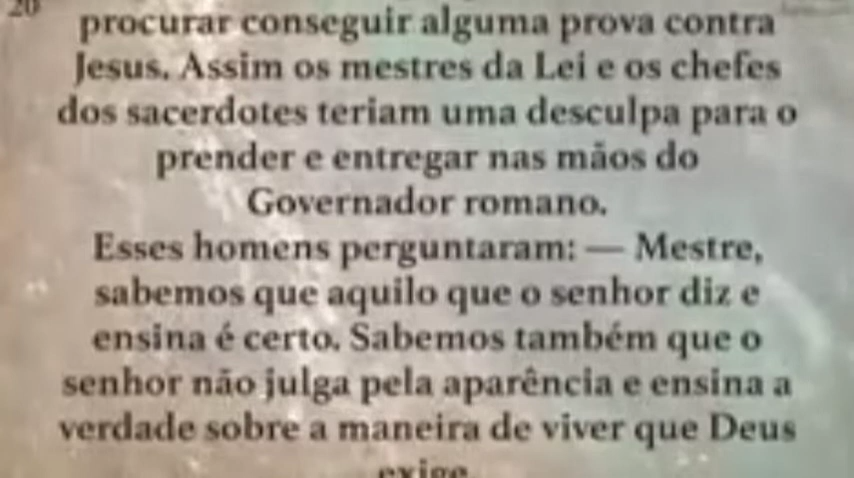 20
procurar conseguir alguma prova contra
Jesus. Assim os mestres da Lei e os chefes
dos sacerdotes teriam uma desculpa para o
prender e entregar nas mãos do
Governador romano.
Esses homens perguntaram: — Mestre,
sabemos que aquilo que o senhor diz e
ensina é certo. Sabemos também que o
senhor não julga pela aparência e ensina a
verdade sobre a maneira de viver que Deus
exige